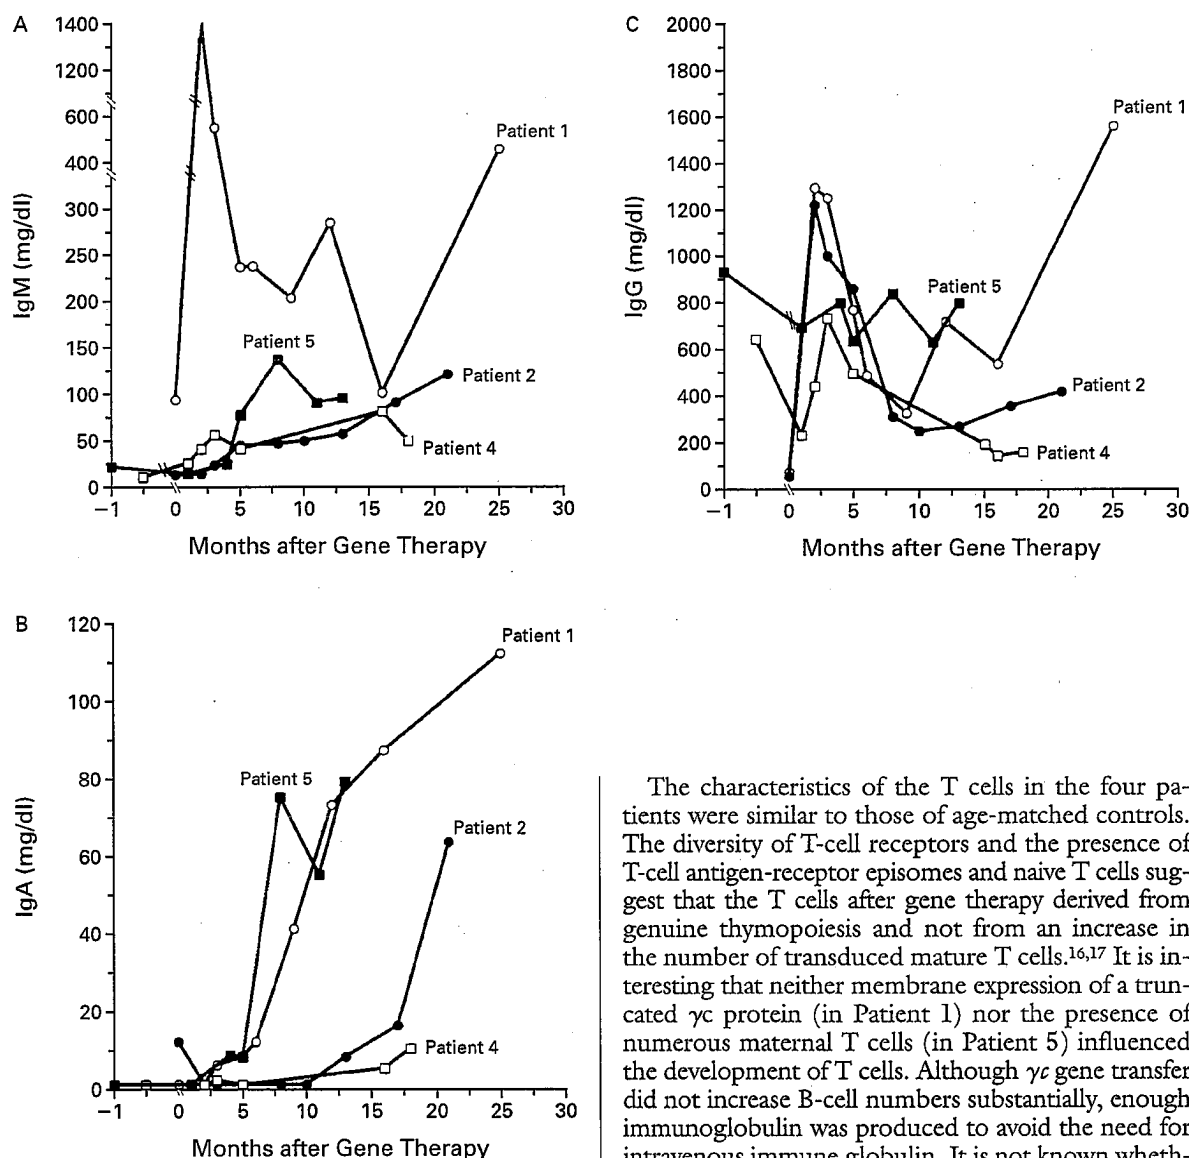 A
1400
1200
600
400
300
250
200
150
100
50
0
IgM (mg/dl)
Patient 1
Patient 5
Patient 2
Patient 4
−1 0 5 10 15 20 25 30
Months after Gene Therapy
C
2000
1800
1600
1400
1200
1000
800
600
400
200
0
IgG (mg/dl)
Patient 1
Patient 5
Patient 2
Patient 4
−1 0 5 10 15 20 25 30
Months after Gene Therapy
B
120
100
80
60
40
20
0
IgA (mg/dl)
Patient 1
Patient 5
Patient 2
Patient 4
−1 0 5 10 15 20 25 30
Months after Gene Therapy
The characteristics of the T cells in the four pa-
tients were similar to those of age-matched controls.
The diversity of T-cell receptors and the presence of
T-cell antigen-receptor episomes and naive T cells sug-
gest that the T cells after gene therapy derived from
genuine thymopoiesis and not from an increase in
the number of transduced mature T cells.16,17 It is in-
teresting that neither membrane expression of a trun-
cated γc protein (in Patient 1) nor the presence of
numerous maternal T cells (in Patient 5) influenced
the development of T cells. Although γc gene transfer
did not increase B-cell numbers substantially, enough
immunoglobulin was produced to avoid the need for
intravenous immune globulin. It is not known wheth-